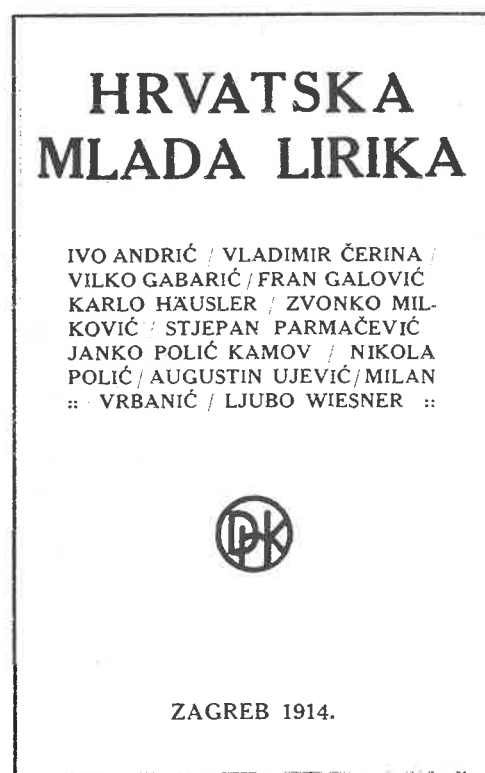 HRVATSKA
MLADA LIRIKA
IVO ANDRIĆ / VLADIMIR ČERINA /
VILKO GABARIĆ / FRAN GALOVIĆ
KARLO HÄUSLER / ZVONKO MIL-
KOVIĆ / STJEPAN PARMAČEVIĆ
JANKO POLIĆ KAMOV / NIKOLA
POLIĆ / AUGUSTIN UJEVIĆ / MILAN
:: VRBANIĆ / LJUBO WIESNER ::
DHK
ZAGREB 1914.